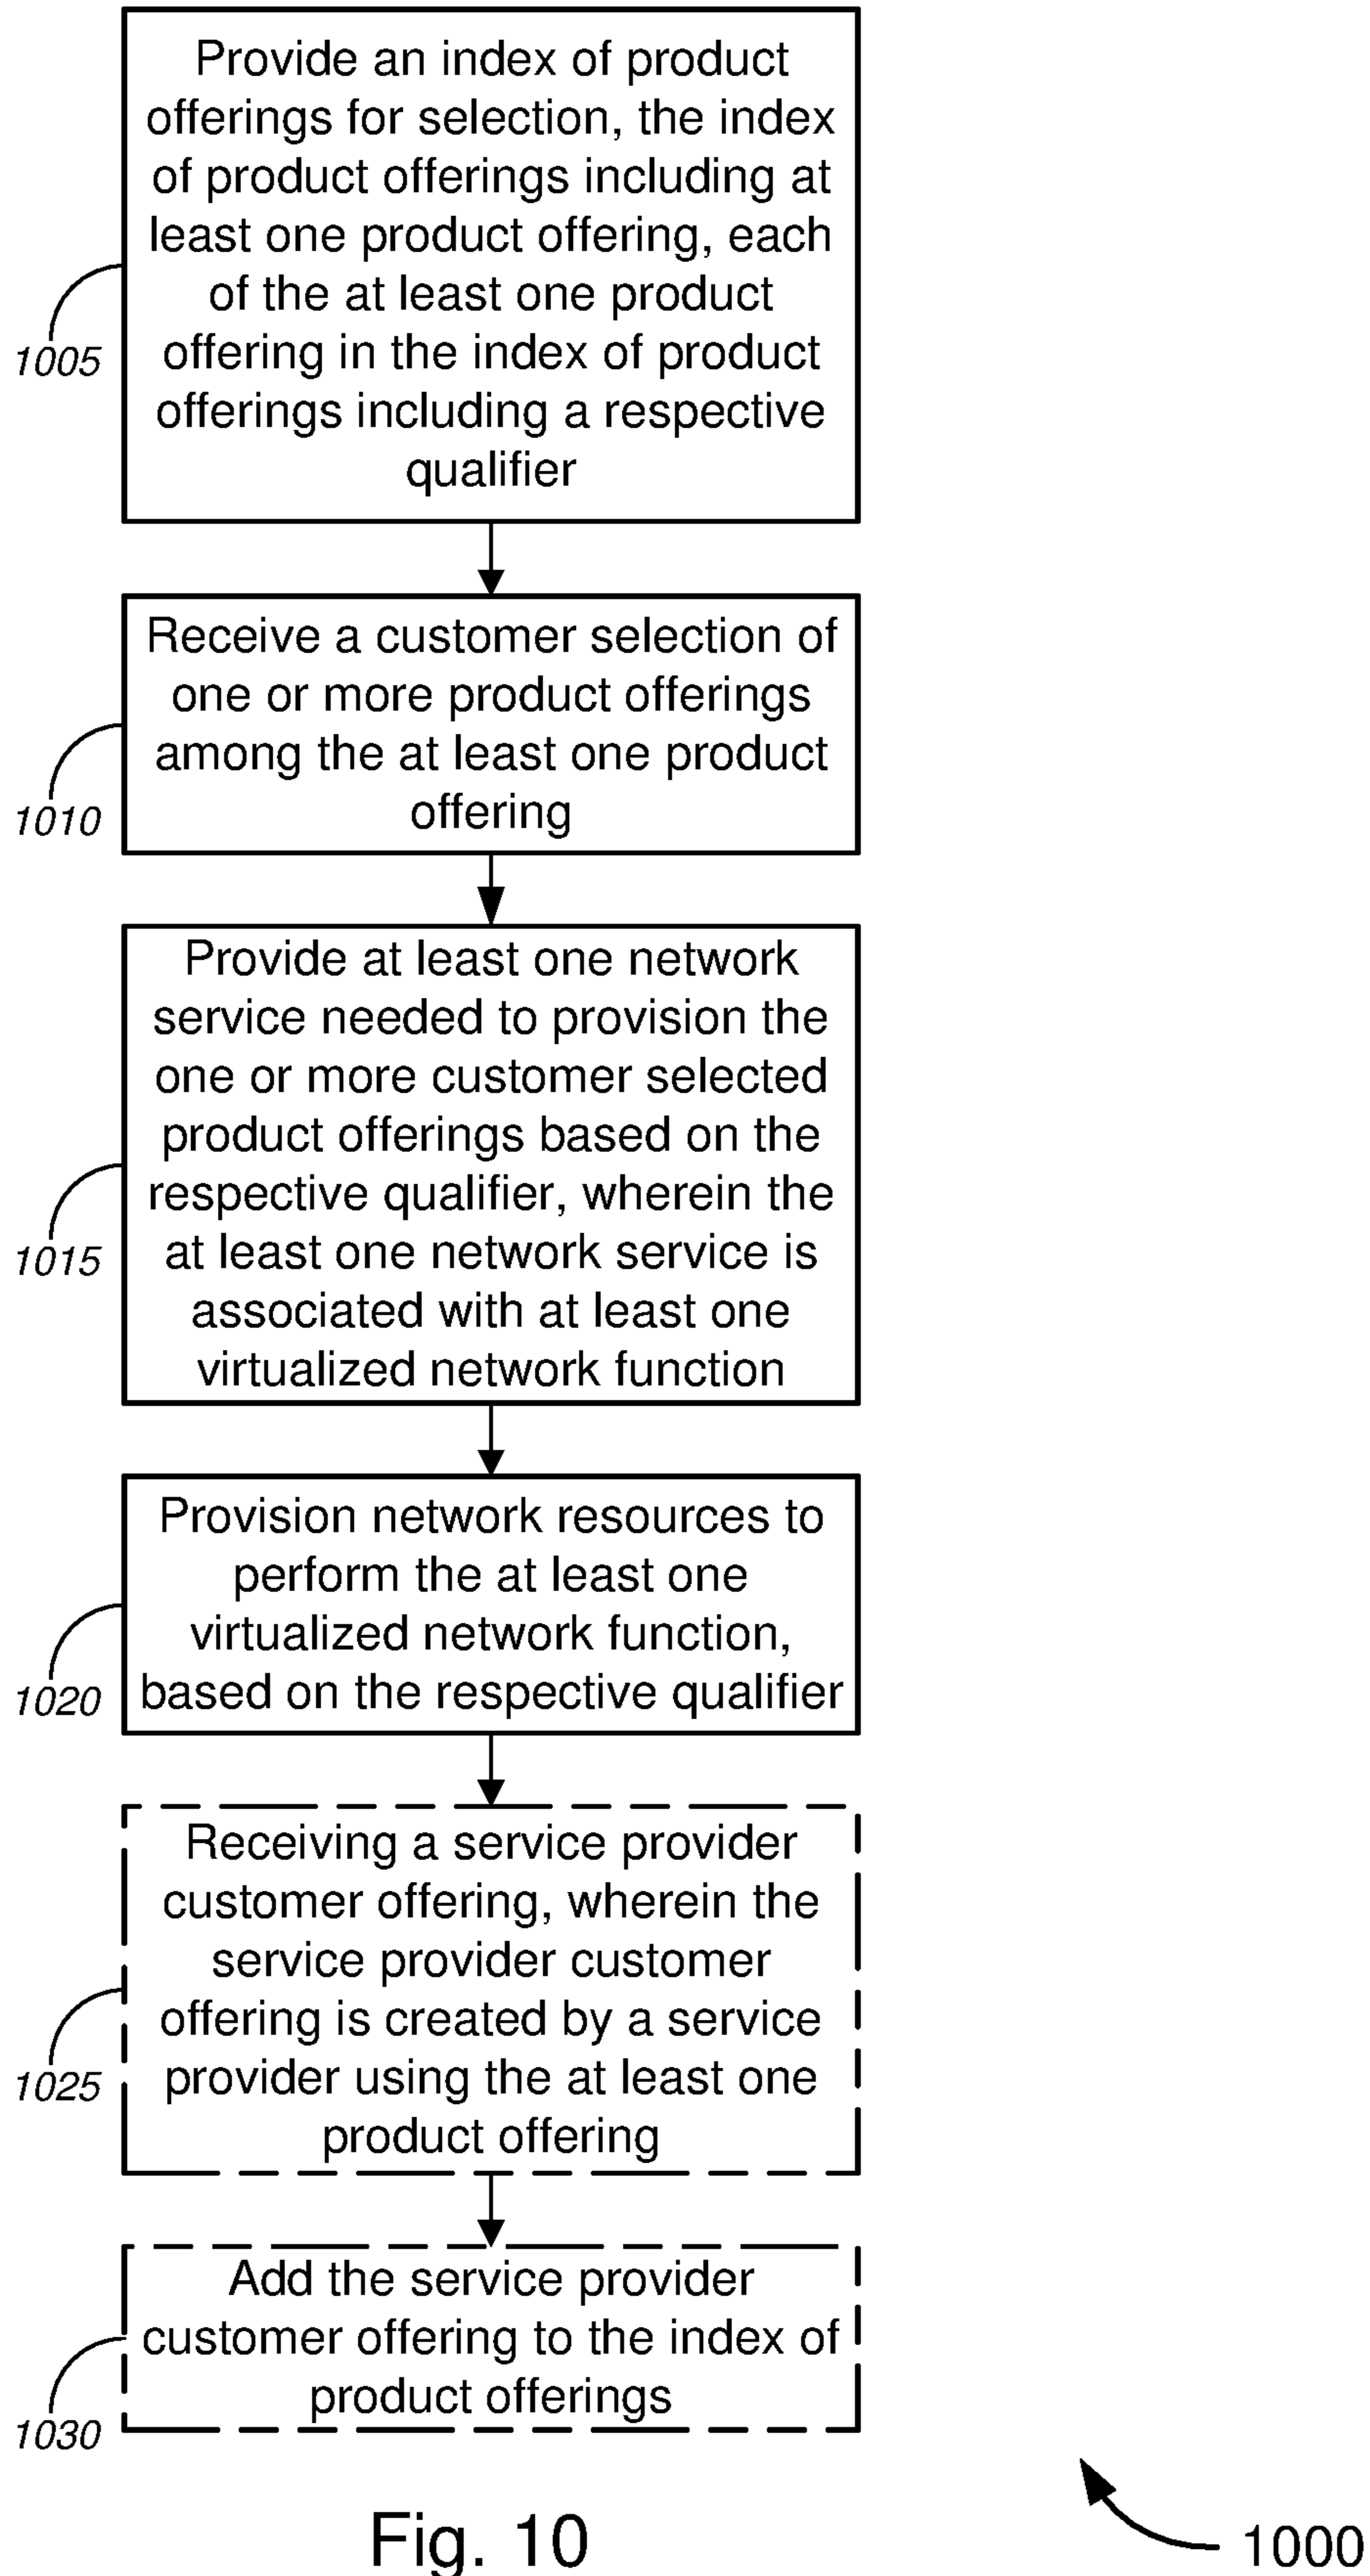 Provide an index of product
offerings for selection, the index
of product offerings including at
least one product offering, each
of the at least one product
offering in the index of product
offerings including a respective
qualifier
1005
Receive a customer selection of
one or more product offerings
among the at least one product
offering
1010
Provide at least one network
service needed to provision the
one or more customer selected
product offerings based on the
respective qualifier, wherein the
at least one network service is
associated with at least one
virtualized network function
1015
Provision network resources to
perform the at least one
virtualized network function,
based on the respective qualifier
1020
Receiving a service provider
customer offering, wherein the
service provider customer
offering is created by a service
provider using the at least one
product offering
1025
Add the service provider
customer offering to the index of
product offerings
1030
Fig. 10
1000